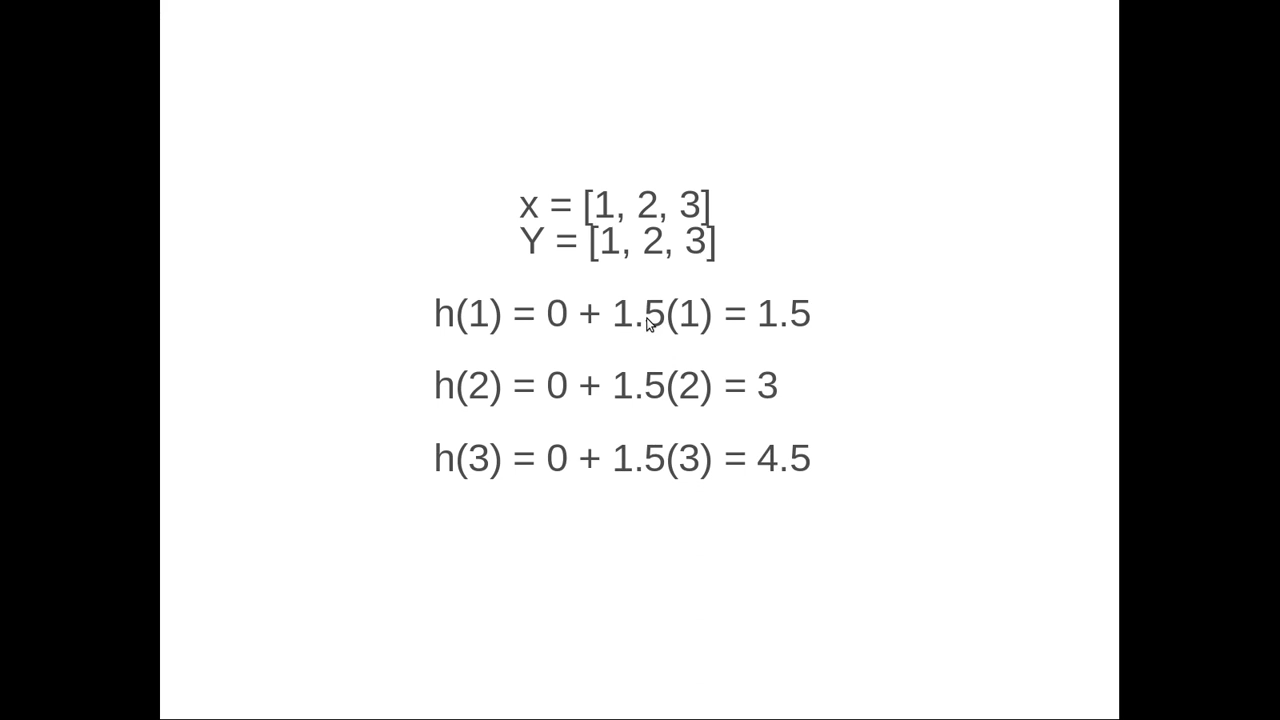 x = [1, 2, 3]
Y = [1, 2, 3]
h(1) = 0 + 1.5(1) = 1.5
h(2) = 0 + 1.5(2) = 3
h(3) = 0 + 1.5(3) = 4.5